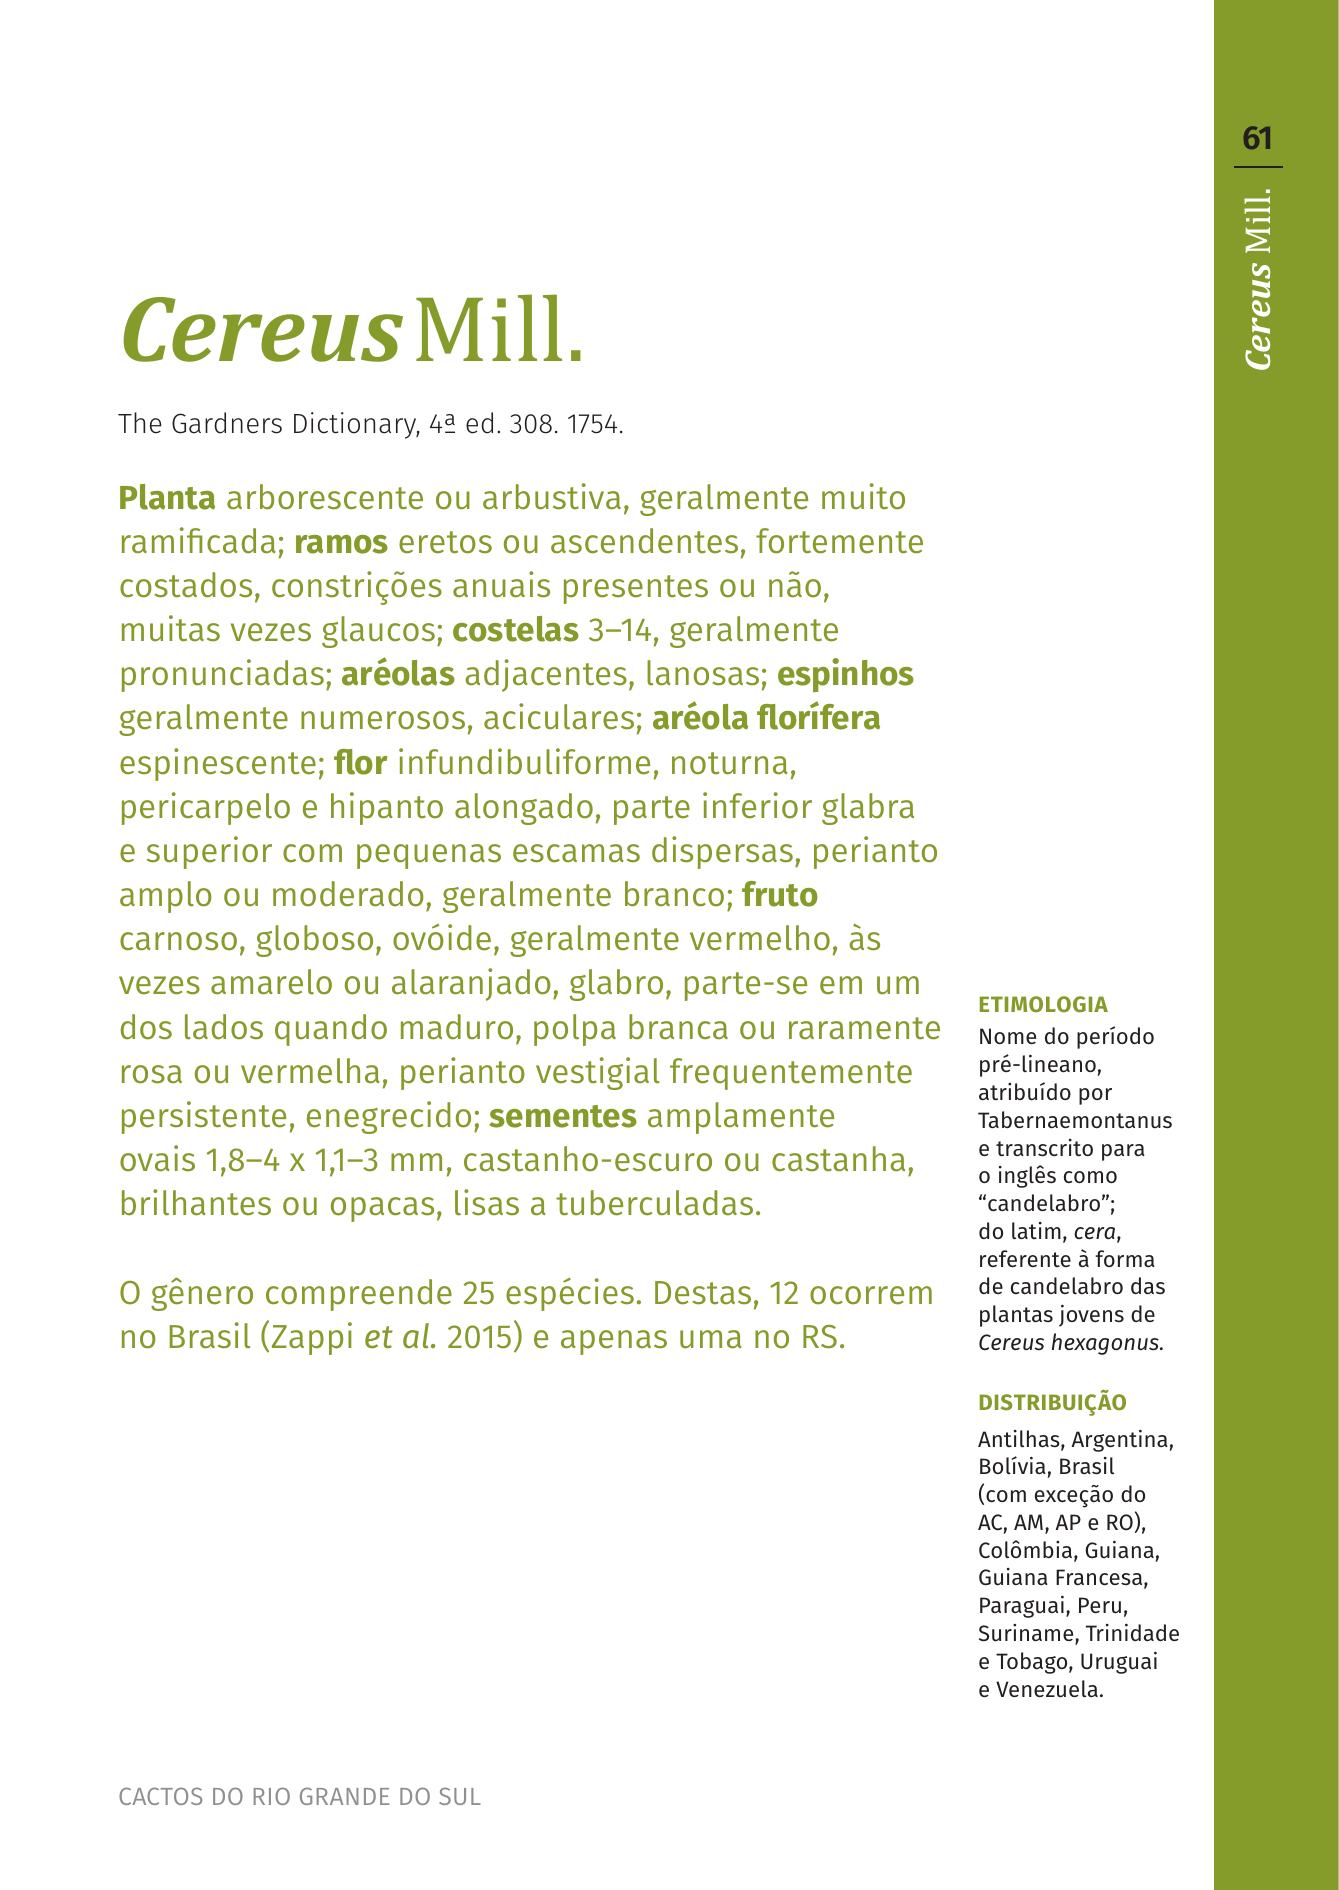 61
Cereus Mill.
Cereus Mill.
The Gardners Dictionary, 4ª ed. 308. 1754.
Planta arborescente ou arbustiva, geralmente muito
ramificada; ramos eretos ou ascendentes, fortemente
costados, constrições anuais presentes ou não,
muitas vezes glaucos; costelas 3–14, geralmente
pronunciadas; aréolas adjacentes, lanosas; espinhos
geralmente numerosos, aciculares; aréola florífera
espinescente; flor infundibuliforme, noturna,
pericarpelo e hipanto alongado, parte inferior glabra
e superior com pequenas escamas dispersas, perianto
amplo ou moderado, geralmente branco; fruto
carnoso, globoso, ovóide, geralmente vermelho, às
vezes amarelo ou alaranjado, glabro, parte-se em um
dos lados quando maduro, polpa branca ou raramente
rosa ou vermelha, perianto vestigial frequentemente
persistente, enegrecido; sementes amplamente
ovais 1,8–4 x 1,1–3 mm, castanho-escuro ou castanha,
brilhantes ou opacas, lisas a tuberculadas.
O gênero compreende 25 espécies. Destas, 12 ocorrem
no Brasil (Zappi et al. 2015) e apenas uma no RS.
ETIMOLOGIA
Nome do período
pré-lineano,
atribuído por
Tabernaemontanus
e transcrito para
o inglês como
“candelabro”;
do latim, cera,
referente à forma
de candelabro das
plantas jovens de
Cereus hexagonus.
DISTRIBUIÇÃO
Antilhas, Argentina,
Bolívia, Brasil
(com exceção do
AC, AM, AP e RO),
Colômbia, Guiana,
Guiana Francesa,
Paraguai, Peru,
Suriname, Trinidade
e Tobago, Uruguai
e Venezuela.
CACTOS DO RIO GRANDE DO SUL